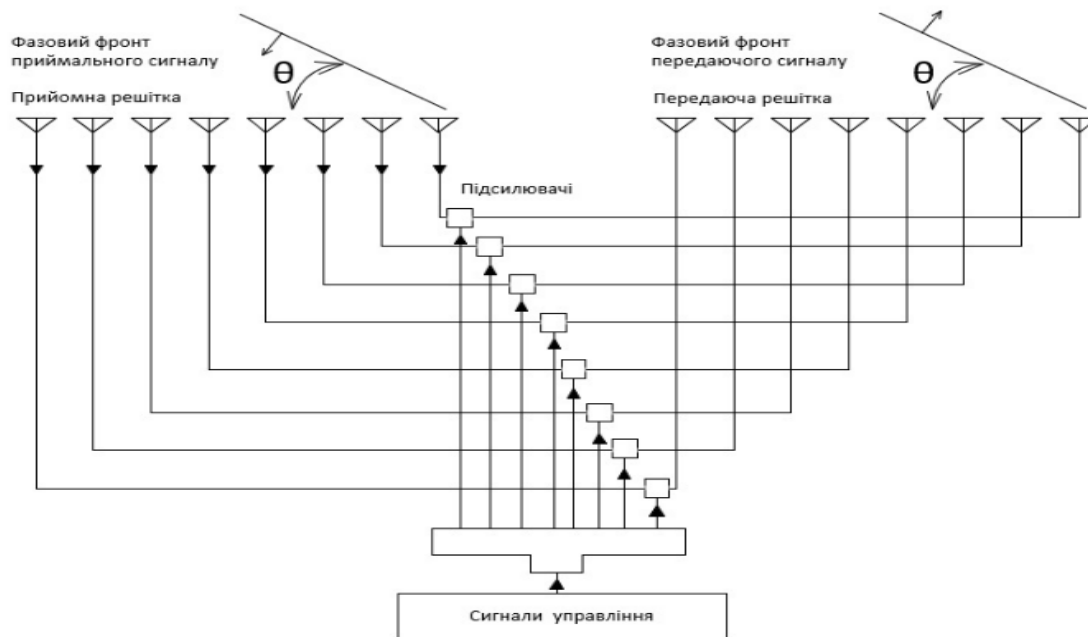 Фазовий фронт
приймального сигналу
θ
Прийомна решітка
Фазовий фронт
передаючого сигналу
θ
Передаюча решітка
Підсилювачі
Сигнали управління